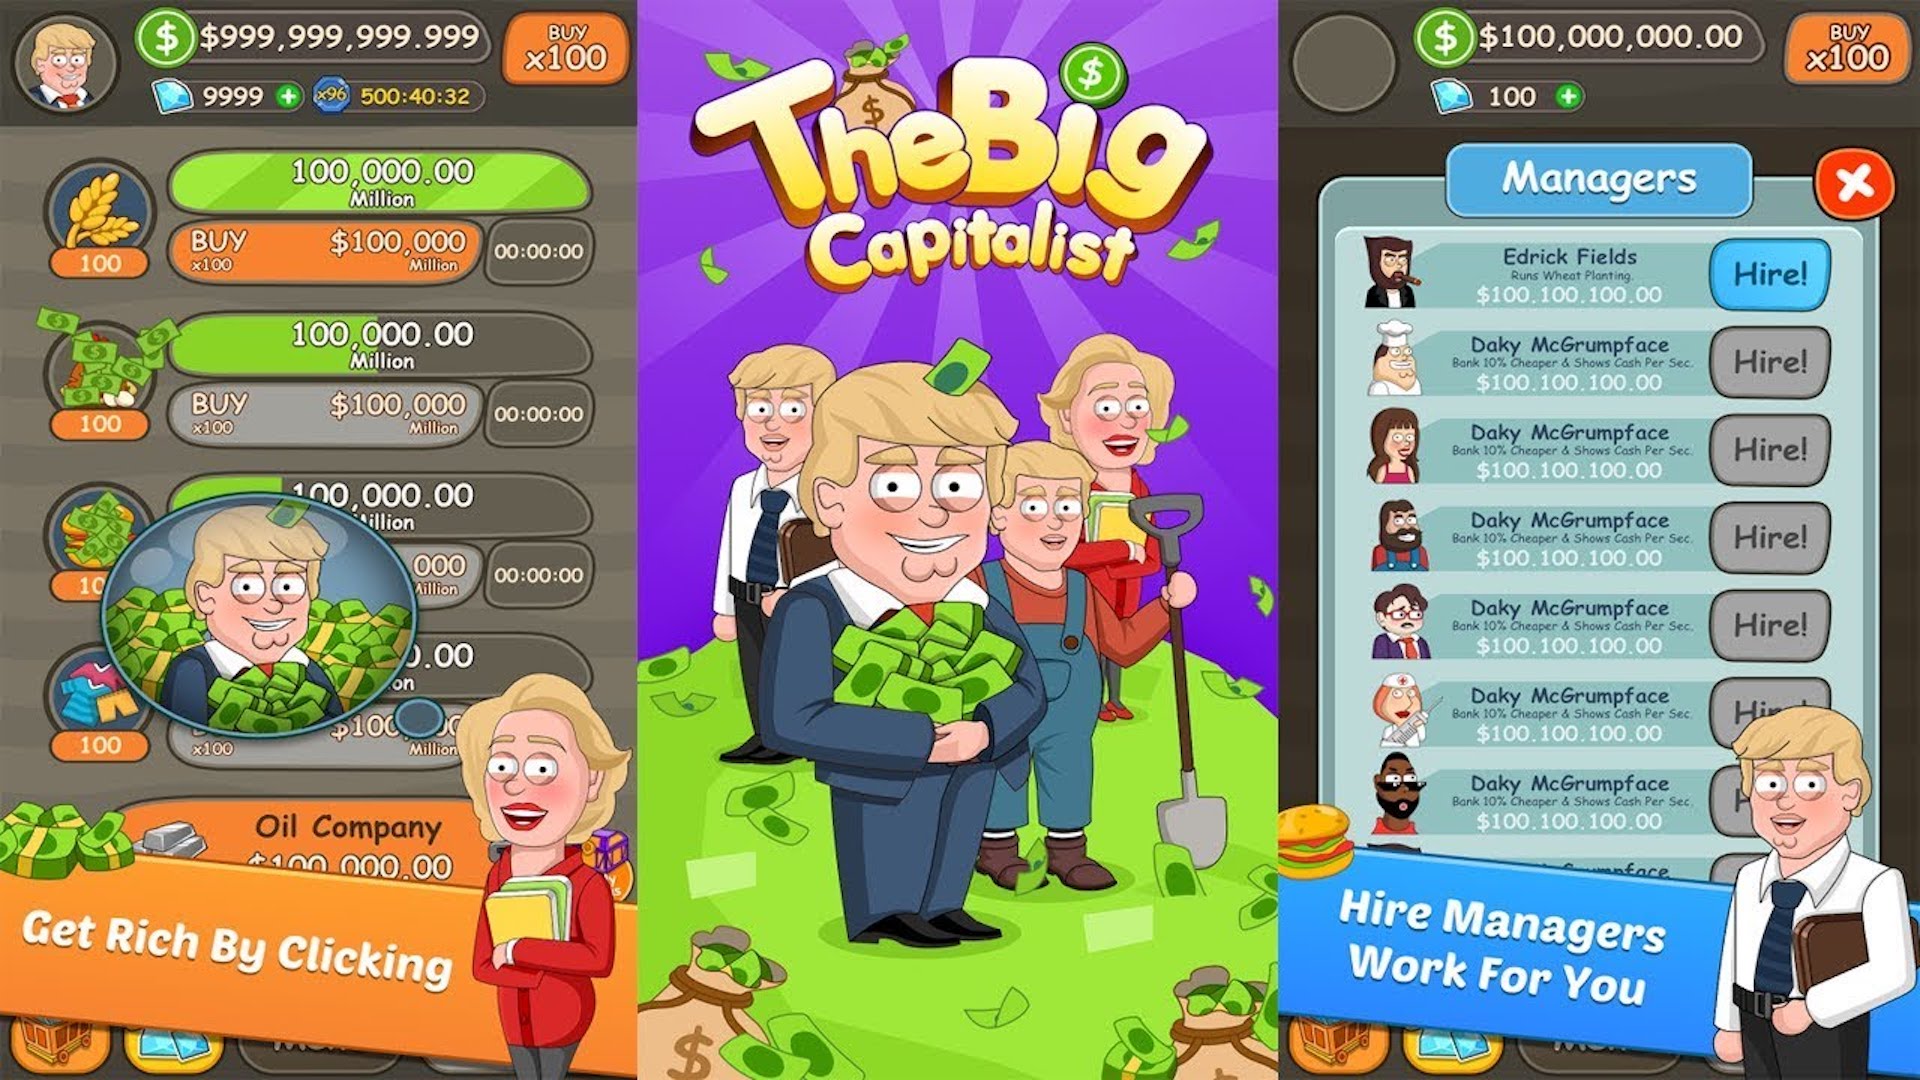 $
$999,999,999.999
BUY
x100
9999
+
x96
500:40:32
100,000.00
Million
100
BUY
x100
$100,000
Million
00:00:00
100,000.00
Million
100
BUY
x100
$100,000
Million
00:00:00
100,000.00
000
Million
00:00:00
100
x100
Million
Oil Company
$100,000.00
Get Rich By Clicking
The Big
Capitalist
$
$
$
$
$100,000,000.00
BUY
x100
100
+
Managers
Edrick Fields
Runs Wheat Planting.
$100.100.100.00
Hire!
Daky McGrumpface
Bank 10% Cheaper & Shows Cash Per Sec.
$100.100.100.00
Hire!
Daky McGrumpface
Bank 10% Cheaper & Shows Cash Per Sec.
$100.100.100.00
Hire!
Daky McGrumpface
Bank 10% Cheaper & Shows Cash Per Sec.
$100.100.100.00
Hire!
Daky McGrumpface
Bank 10% Cheaper & Shows Cash Per Sec.
$100.100.100.00
Hire!
Daky McGrumpface
Bank 10% Cheaper & Shows Cash Per Sec.
$100.100.100.00
Daky McGrumpface
Bank 10% Cheaper & Shows Cash Per Sec.
$100.100.100.00
Hire Managers
Work For You